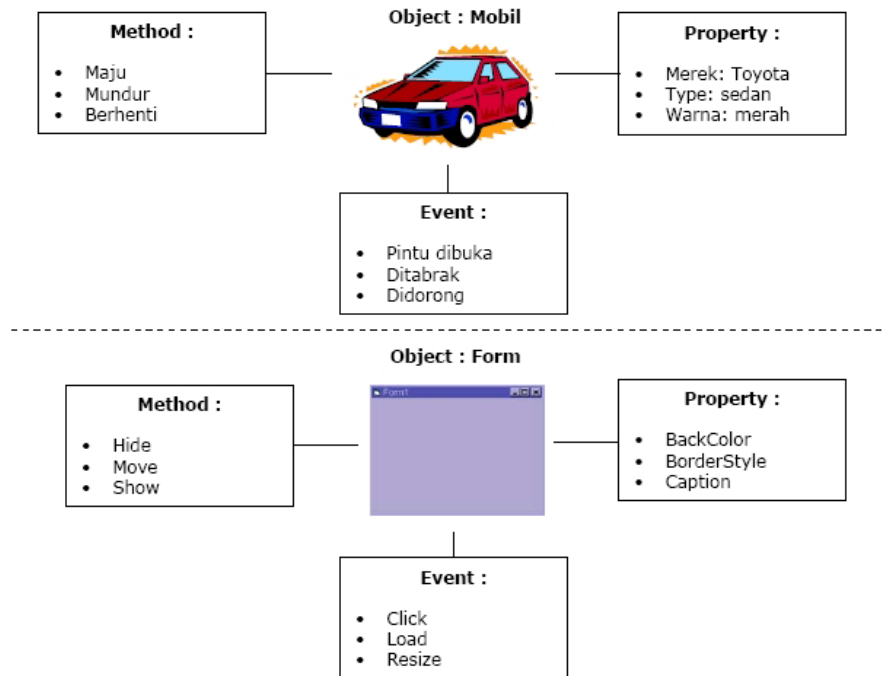 Object : Mobil
Method :
• Maju
• Mundur
• Berhenti
Property :
• Merek: Toyota
• Type: sedan
• Warna: merah
Event :
• Pintu dibuka
• Ditabrak
• Didorong
Object : Form
Method :
• Hide
• Move
• Show
Form1
Property :
• BackColor
• BorderStyle
• Caption
Event :
• Click
• Load
• Resize